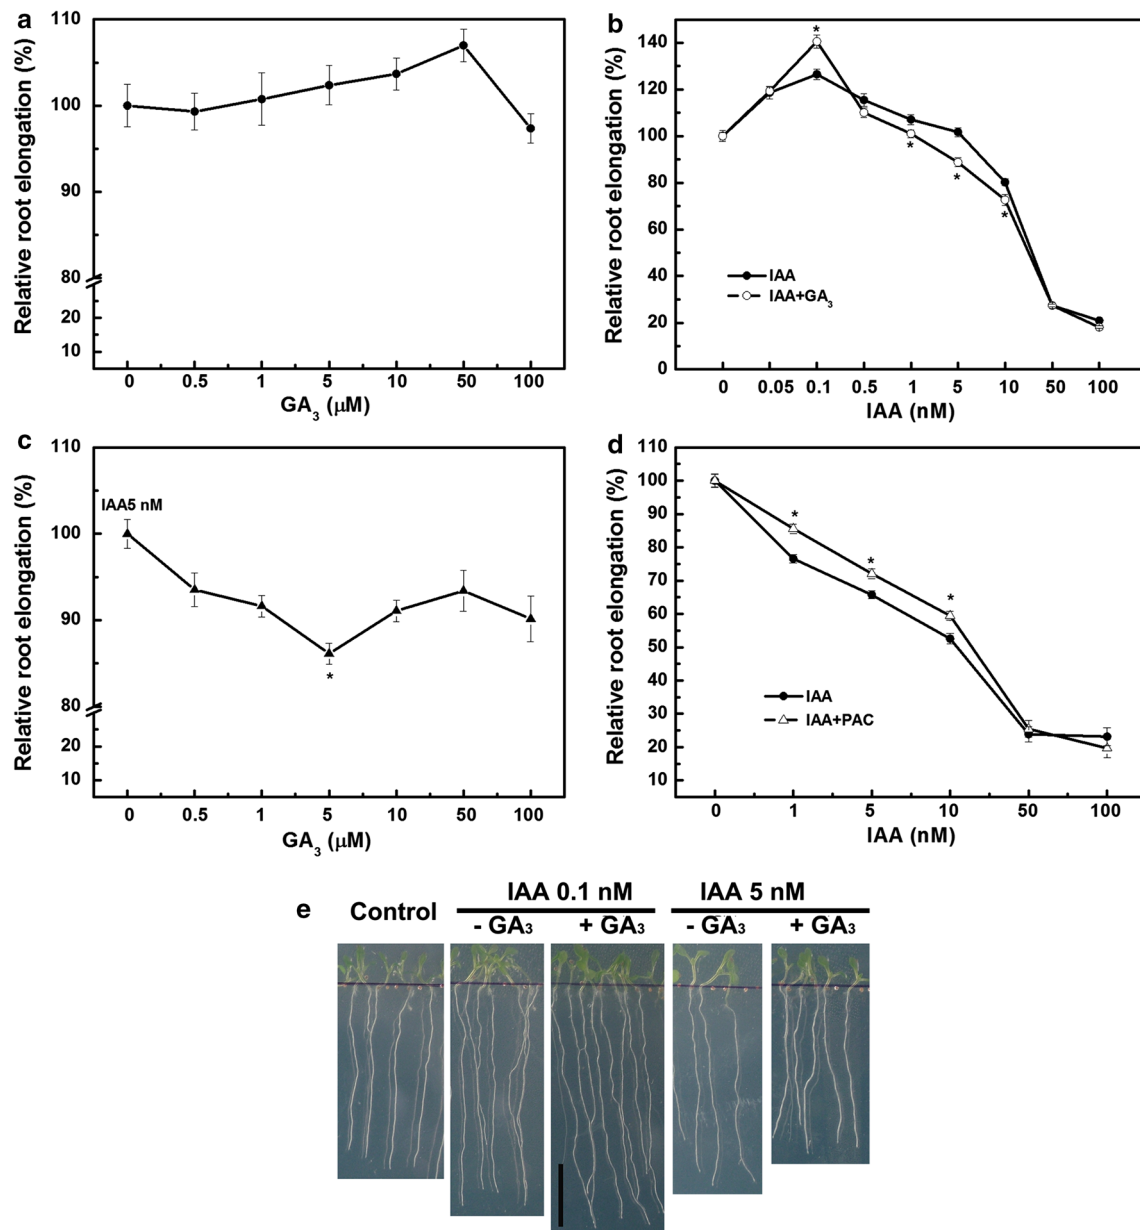 a
Relative root elongation (%)
110
100
90
80
20
10
0 0.5 1 5 10 50 100
GA3 (μM)
b
Relative root elongation (%)
140
120
100
80
60
40
20
0
IAA
IAA+GA3
*
*
*
*
0 0.05 0.1 0.5 1 5 10 50 100
IAA (nM)
c
Relative root elongation (%)
110
100
90
80
20
10
IAA5 nM
*
0 0.5 1 5 10 50 100
GA3 (μM)
d
Relative root elongation (%)
110
100
90
80
70
60
50
40
30
20
10
*
*
*
IAA
IAA+PAC
0 1 5 10 50 100
IAA (nM)
e
Control
IAA 0.1 nM
IAA 5 nM
- GA3 + GA3 - GA3 + GA3